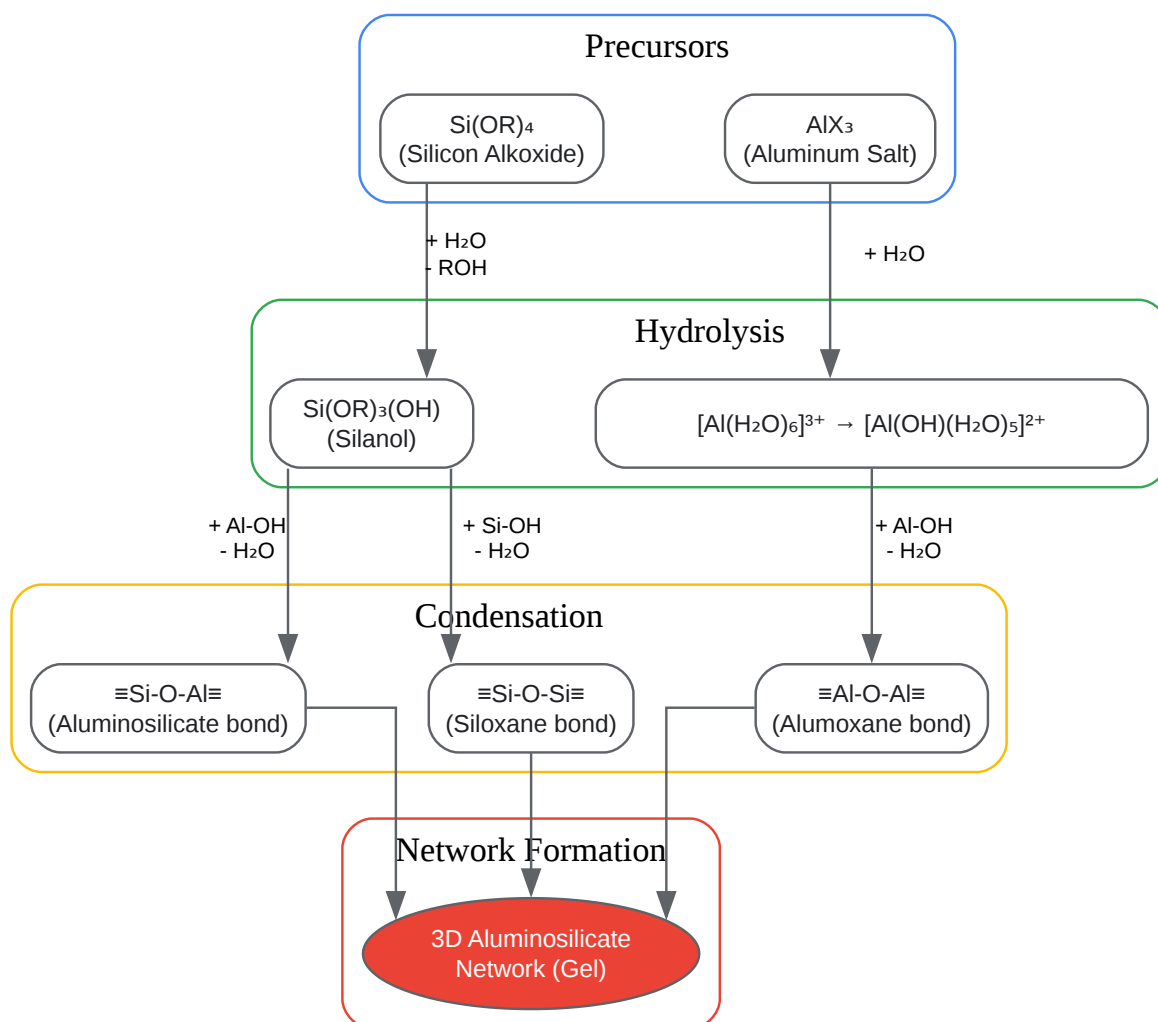 Precursors
Si(OR)₄
(Silicon Alkoxide)
AlX₃
(Aluminum Salt)
+ H₂O
- ROH
+ H₂O
Hydrolysis
Si(OR)₃(OH)
(Silanol)
[Al(H₂O)₆]³⁺ → [Al(OH)(H₂O)₅]²⁺
+ Al-OH
- H₂O
+ Si-OH
- H₂O
+ Al-OH
- H₂O
Condensation
≡Si-O-Al≡
(Aluminosilicate bond)
≡Si-O-Si≡
(Siloxane bond)
≡Al-O-Al≡
(Alumoxane bond)
Network Formation
3D Aluminosilicate
Network (Gel)